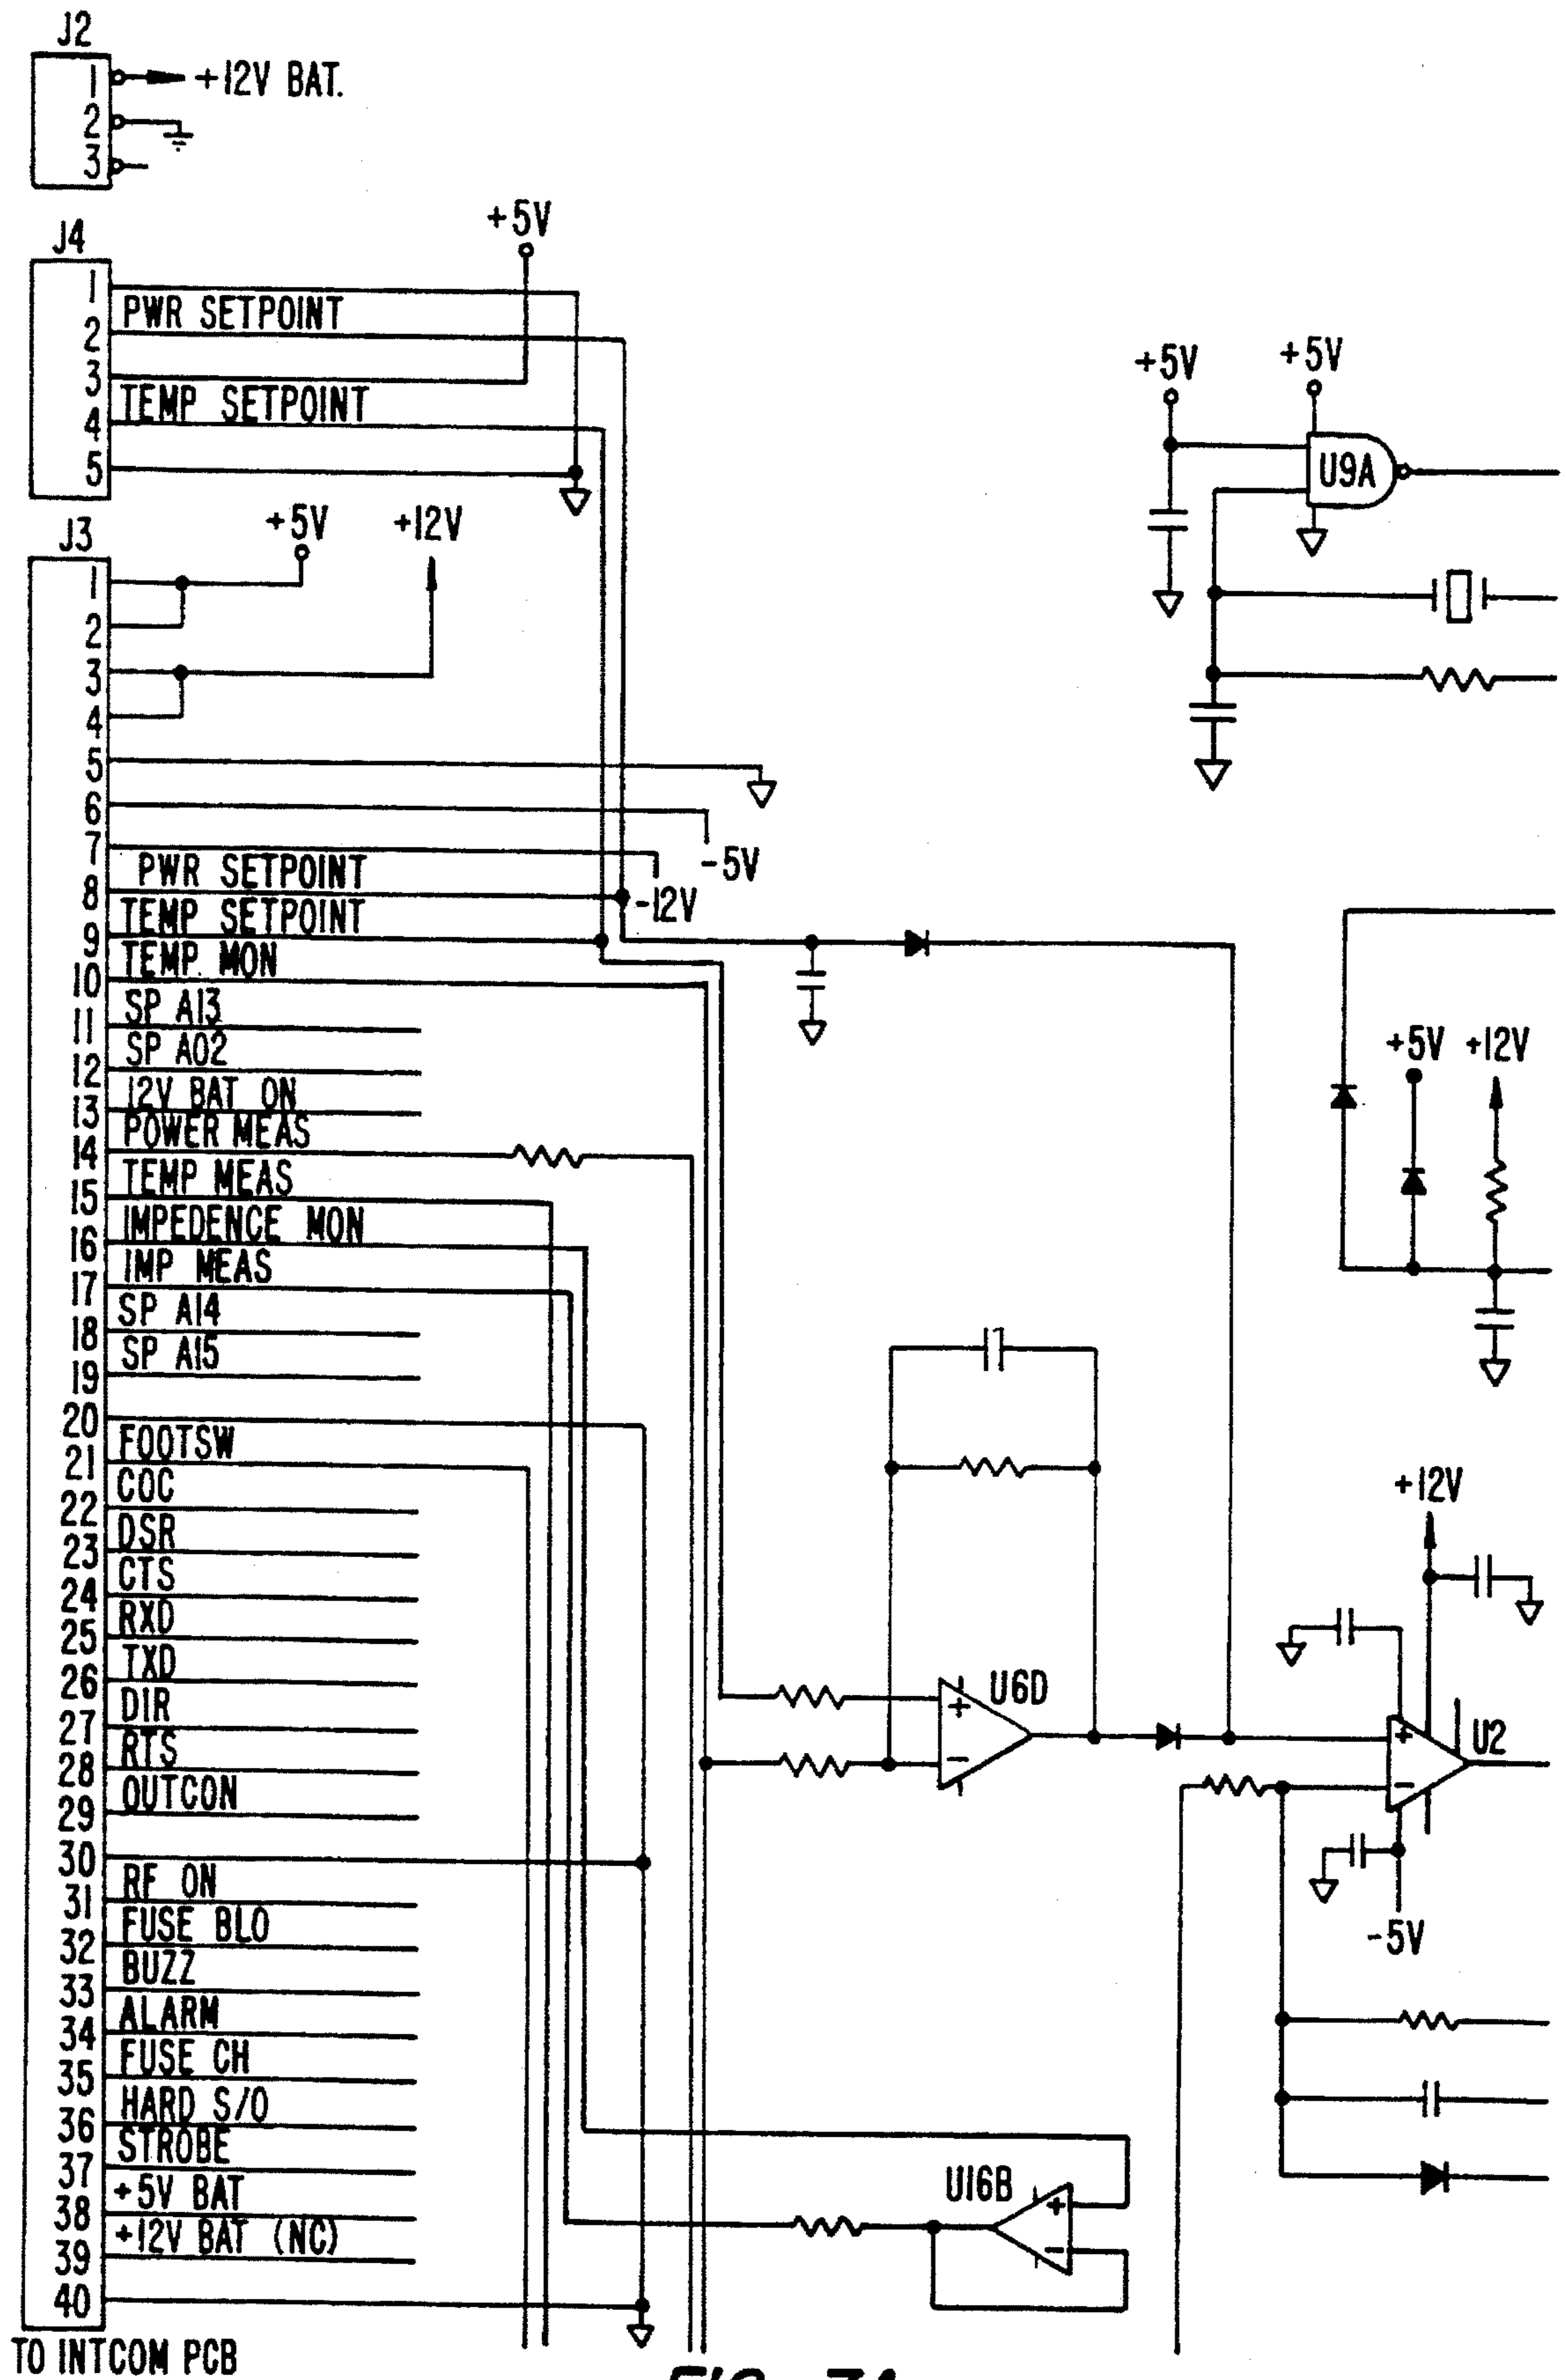 J2
1
+12V BAT.
2
3
J4
+5V
1
PWR SETPOINT
2
3
TEMP SETPOINT
4
5
+5V
+5V
U9A
J3
+5V
+12V
1
2
3
4
5
6
7
-5V
PWR SETPOINT
8
-12V
TEMP SETPOINT
9
TEMP MON
10
SP A13
11
SP A02
12
12V BAT ON
13
POWER MEAS
14
TEMP MEAS
15
IMPEDENCE MON
16
IMP MEAS
17
SP A14
18
SP A15
19
20
FOOTSW
21
COC
22
DSR
23
CTS
24
RXD
25
TXD
26
DIR
27
RTS
28
OUTCON
29
30
RF ON
31
FUSE BLO
32
BUZZ
33
ALARM
34
FUSE CH
35
HARD S/O
36
STROBE
37
+5V BAT
38
+12V BAT (NC)
39
40
TO INTCOM PCB
+5V +12V
+12V
U6D
+
-
U2
+
-
-5V
U16B
+
-